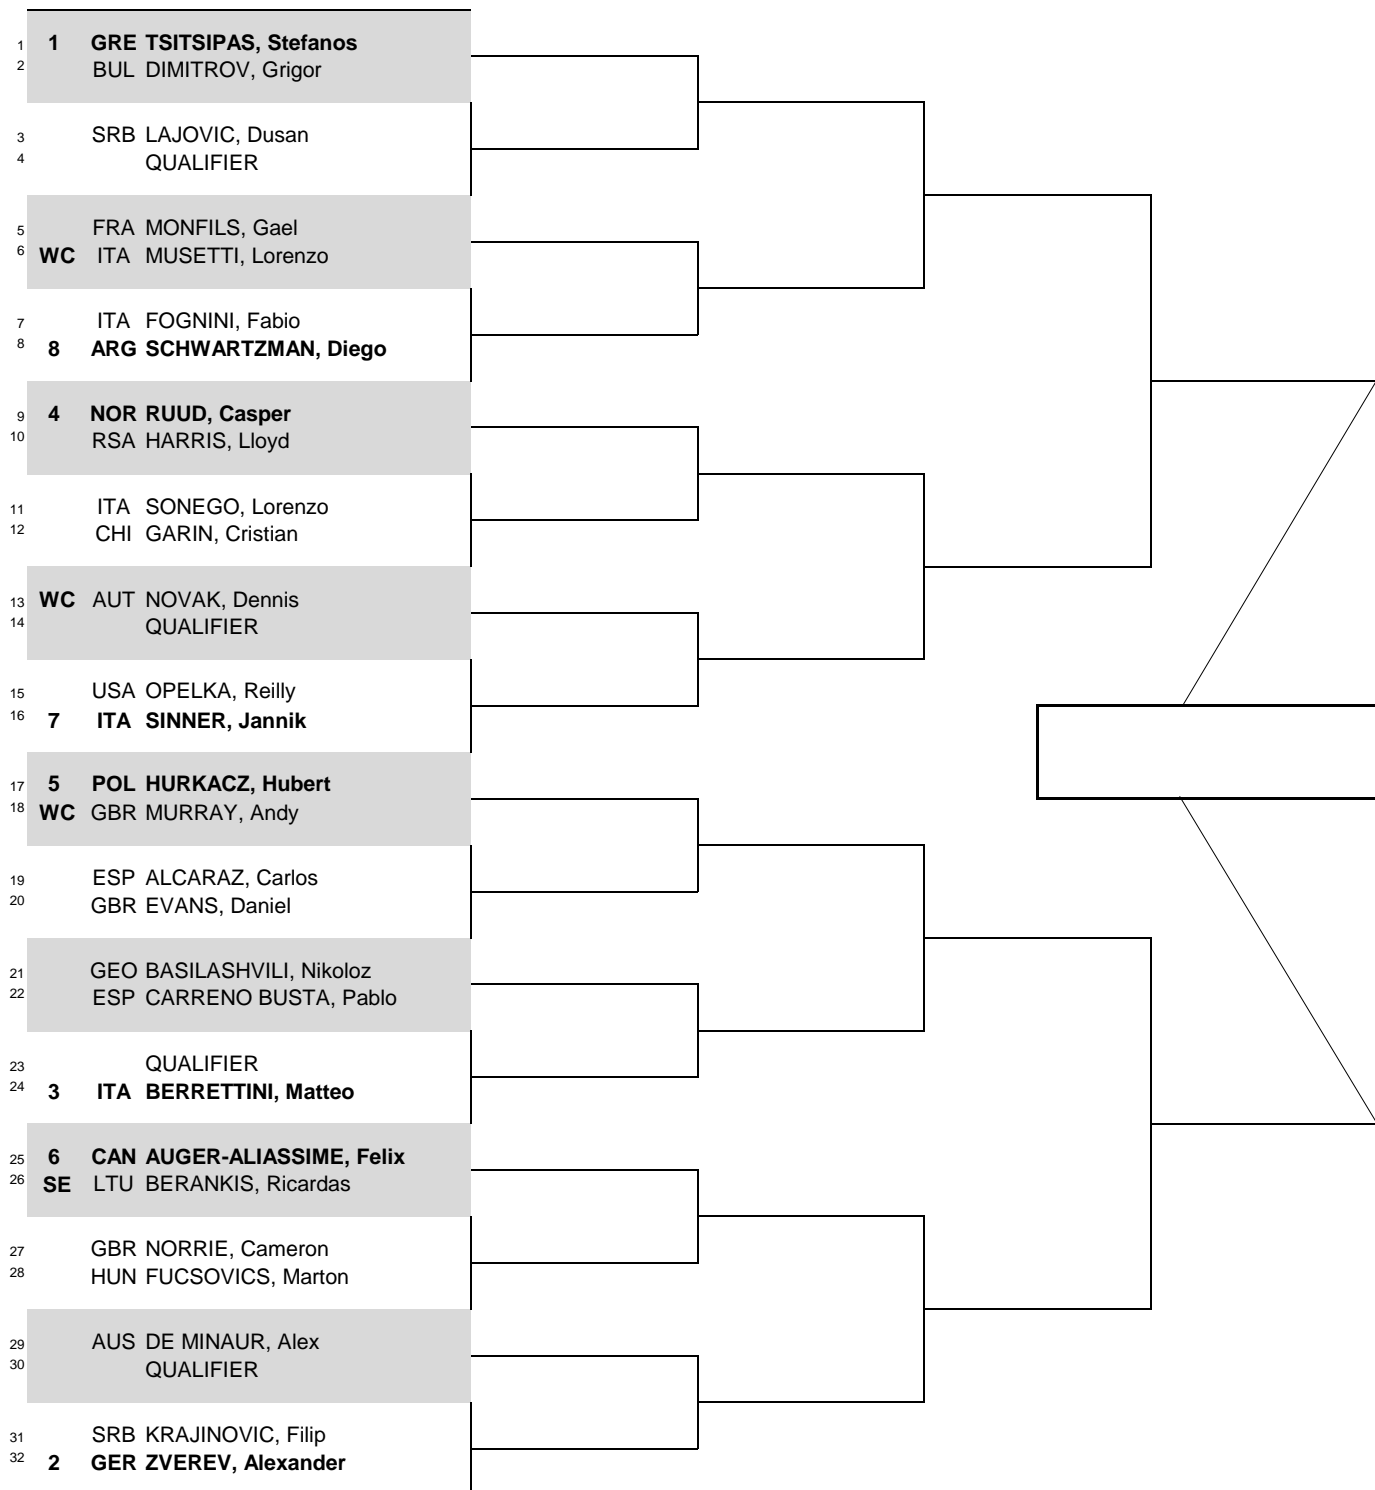 1 1 GRE TSITSIPAS, Stefanos
2 BUL DIMITROV, Grigor
3 SRB LAJOVIC, Dusan
4 QUALIFIER
5 FRA MONFILS, Gael
6 WC ITA MUSETTI, Lorenzo
7 ITA FOGNINI, Fabio
8 8 ARG SCHWARTZMAN, Diego
9 4 NOR RUUD, Casper
10 RSA HARRIS, Lloyd
11 ITA SONEGO, Lorenzo
12 CHI GARIN, Cristian
13 WC AUT NOVAK, Dennis
14 QUALIFIER
15 USA OPELKA, Reilly
16 7 ITA SINNER, Jannik
17 5 POL HURKACZ, Hubert
18 WC GBR MURRAY, Andy
19 ESP ALCARAZ, Carlos
20 GBR EVANS, Daniel
21 GEO BASILASHVILI, Nikoloz
22 ESP CARRENO BUSTA, Pablo
23 QUALIFIER
24 3 ITA BERRETTINI, Matteo
25 6 CAN AUGER-ALIASSIME, Felix
26 SE LTU BERANKIS, Ricardas
27 GBR NORRIE, Cameron
28 HUN FUCSOVICS, Marton
29 AUS DE MINAUR, Alex
30 QUALIFIER
31 SRB KRAJINOVIC, Filip
32 2 GER ZVEREV, Alexander